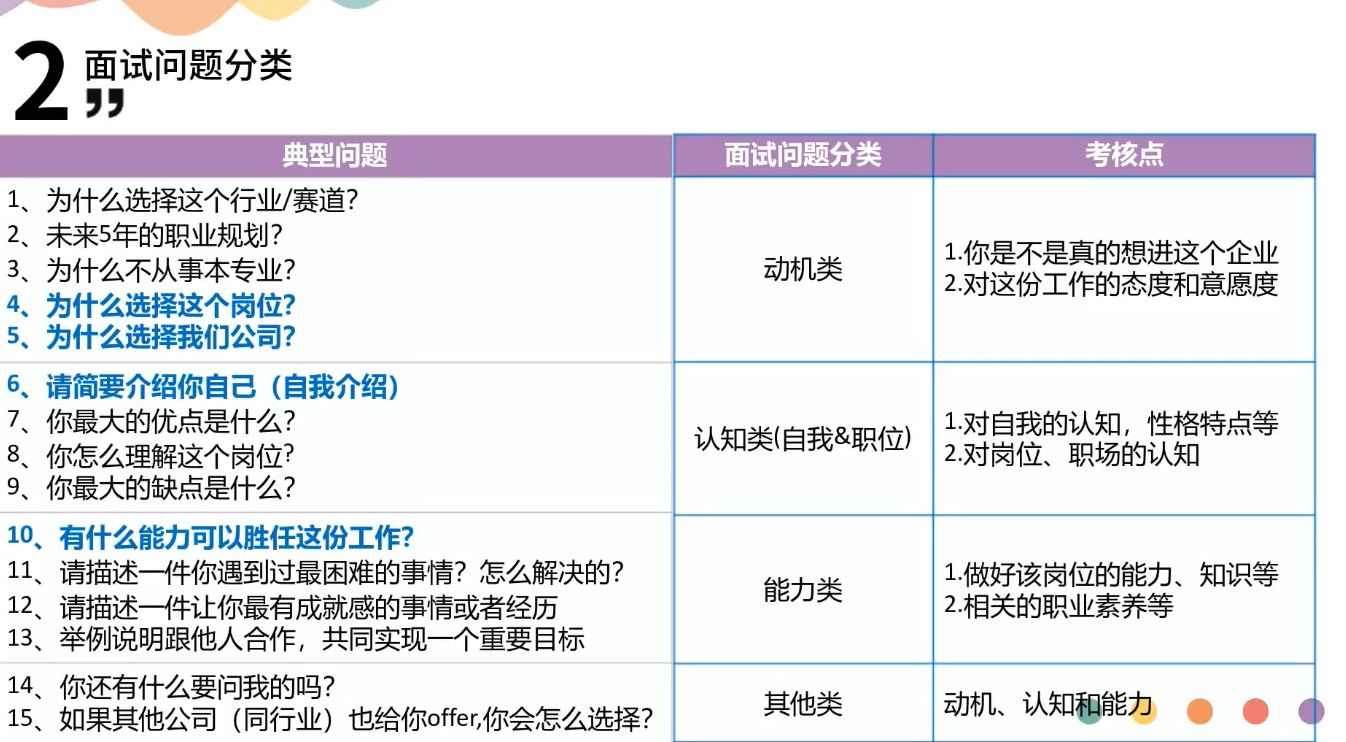 2 面试问题分类
”
典型问题 面试问题分类 考核点
1、为什么选择这个行业/赛道？
2、未来5年的职业规划？
3、为什么不从事本专业？
4、为什么选择这个岗位？
5、为什么选择我们公司？
动机类
1.你是不是真的想进这个企业
2.对这份工作的态度和意愿度
6、请简要介绍你自己（自我介绍）
7、你最大的优点是什么？
8、你怎么理解这个岗位？
9、你最大的缺点是什么？
认知类(自我&职位)
1.对自我的认知，性格特点等
2.对岗位、职场的认知
10、有什么能力可以胜任这份工作？
11、请描述一件你遇到过最困难的事情？怎么解决的？
12、请描述一件让你最有成就感的事情或者经历
13、举例说明跟他人合作，共同实现一个重要目标
能力类
1.做好该岗位的能力、知识等
2.相关的职业素养等
14、你还有什么要问我的吗？
15、如果其他公司（同行业）也给你offer,你会怎么选择？
其他类
动机、认知和能力